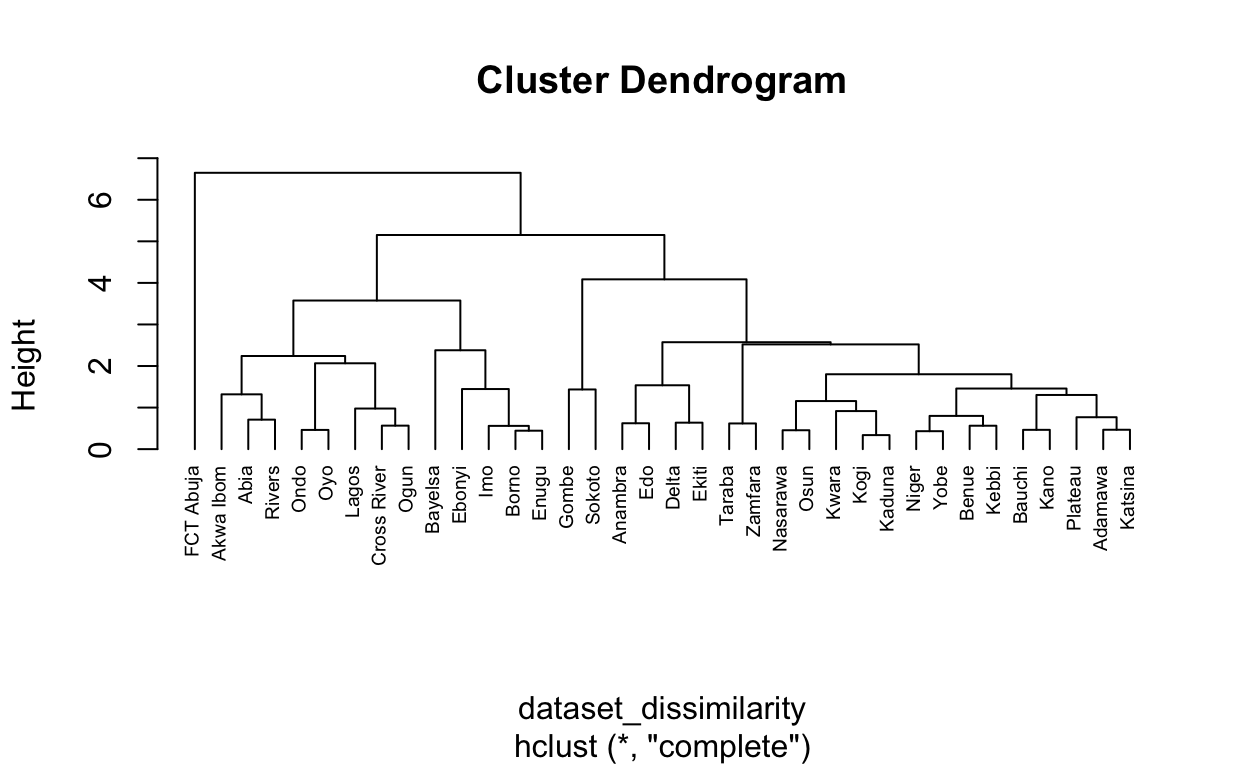 Cluster Dendrogram
Height
6
4
2
0
FCT Abuja
Akwa Ibom
Abia
Rivers
Ondo
Oyo
Lagos
Cross River
Ogun
Bayelsa
Ebonyi
Imo
Borno
Enugu
Gombe
Sokoto
Anambra
Edo
Delta
Ekiti
Taraba
Zamfara
Nasarawa
Osun
Kwara
Kogi
Kaduna
Niger
Yobe
Benue
Kebbi
Bauchi
Kano
Plateau
Adamawa
Katsina
dataset_dissimilarity
hclust (*, "complete")